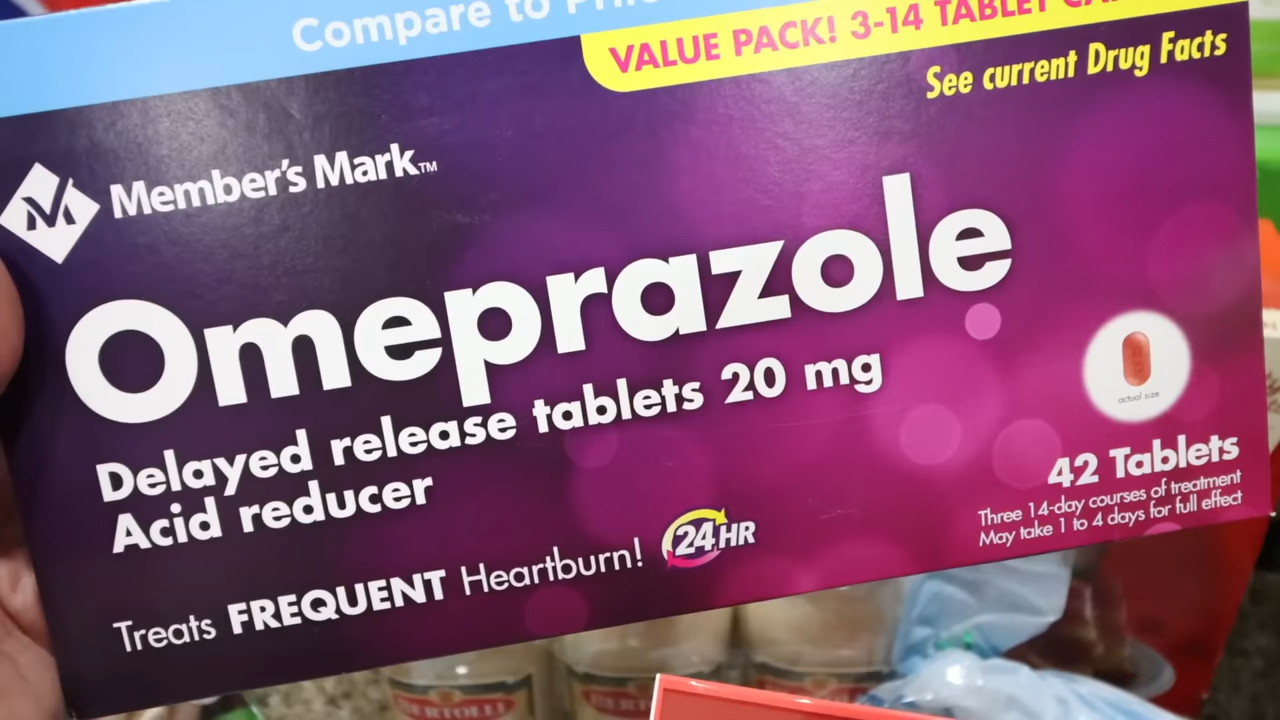 Compare to
VALUE PACK! 3-14 TABLET
See current Drug Facts
Member's Mark™
Omeprazole
Delayed release tablets 20 mg
Acid reducer
Treats FREQUENT Heartburn!
24HR
actual size
42 Tablets
Three 14-day courses of treatment
May take 1 to 4 days for full effect
BERTOLLI
BERTOLLI